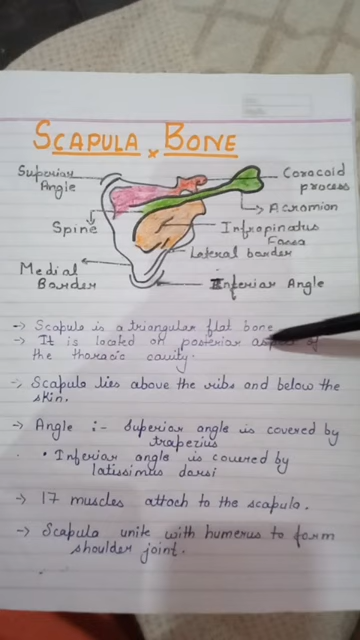 SCAPULA BONE
Superior
Angle
Coracoid
process
Acromion
Spine
Infrapinatus
Fossa
Lateral border
Medial
Border
Inferior Angle
→ Scapula is a triangular flat bone
→ It is located on posterior aspect of
the thoracic cavity.
→ Scapula lies above the ribs and below the
skin.
→ Angle :- Superior angle is covered by
trapezius
• Inferior angle is covered by
latissimus dorsi
→ 17 muscles attach to the scapula.
→ Scapula unite with humerus to form
shoulder joint.